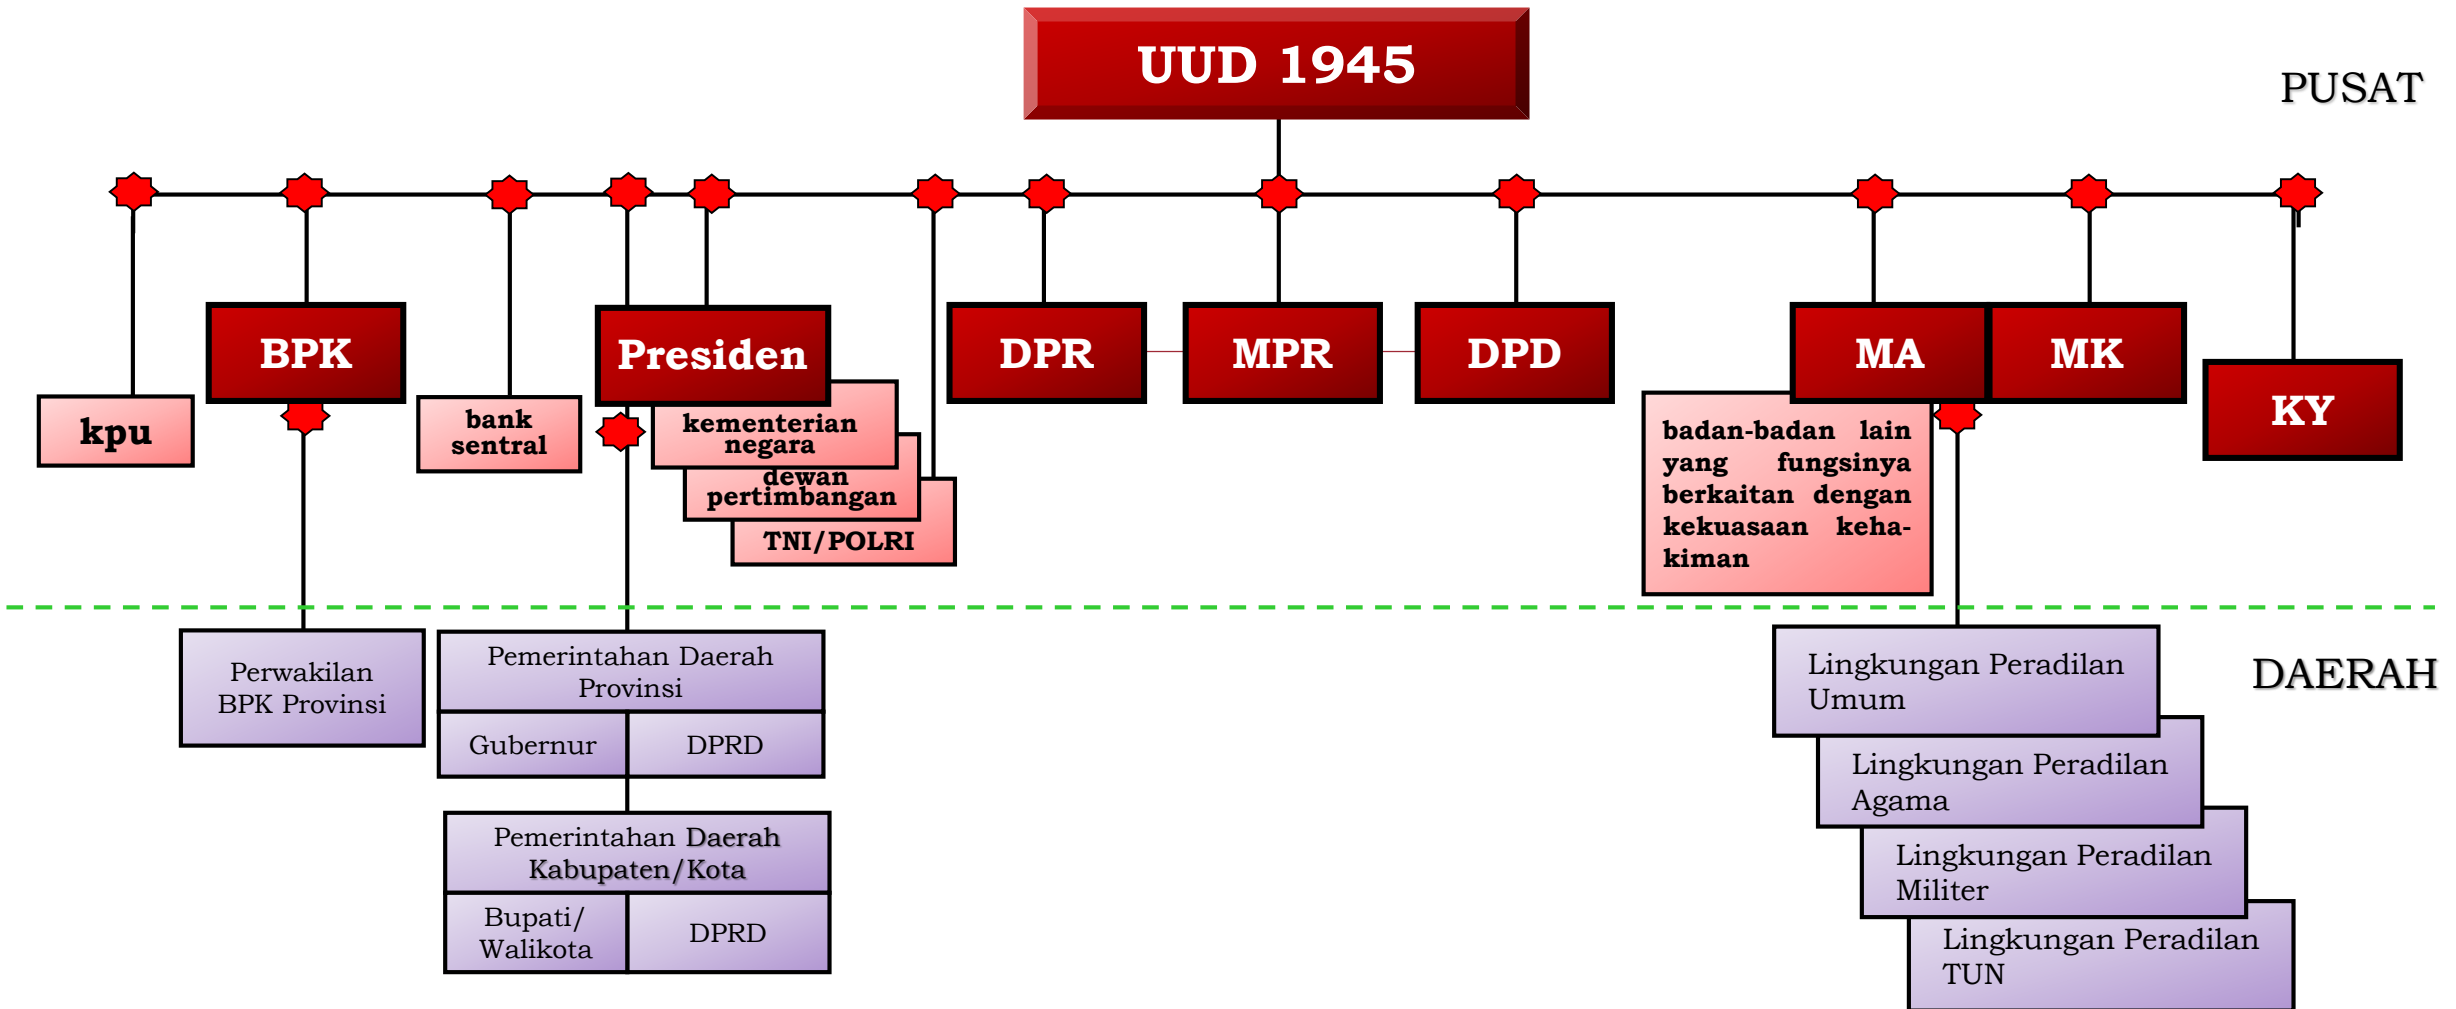 UUD 1945
PUSAT
BPK
Presiden
DPR
MPR
DPD
MA
MK
KY
kpu
bank
sentral
kementerian
negara
dewan
pertimbangan
TNI/POLRI
badan-badan lain
yang fungsinya
berkaitan dengan
kekuasaan keha-
kiman
DAERAH
Perwakilan
BPK Provinsi
Pemerintahan Daerah
Provinsi
Gubernur
DPRD
Pemerintahan Daerah
Kabupaten/Kota
Bupati/
Walikota
DPRD
Lingkungan Peradilan
Umum
Lingkungan Peradilan
Agama
Lingkungan Peradilan
Militer
Lingkungan Peradilan
TUN